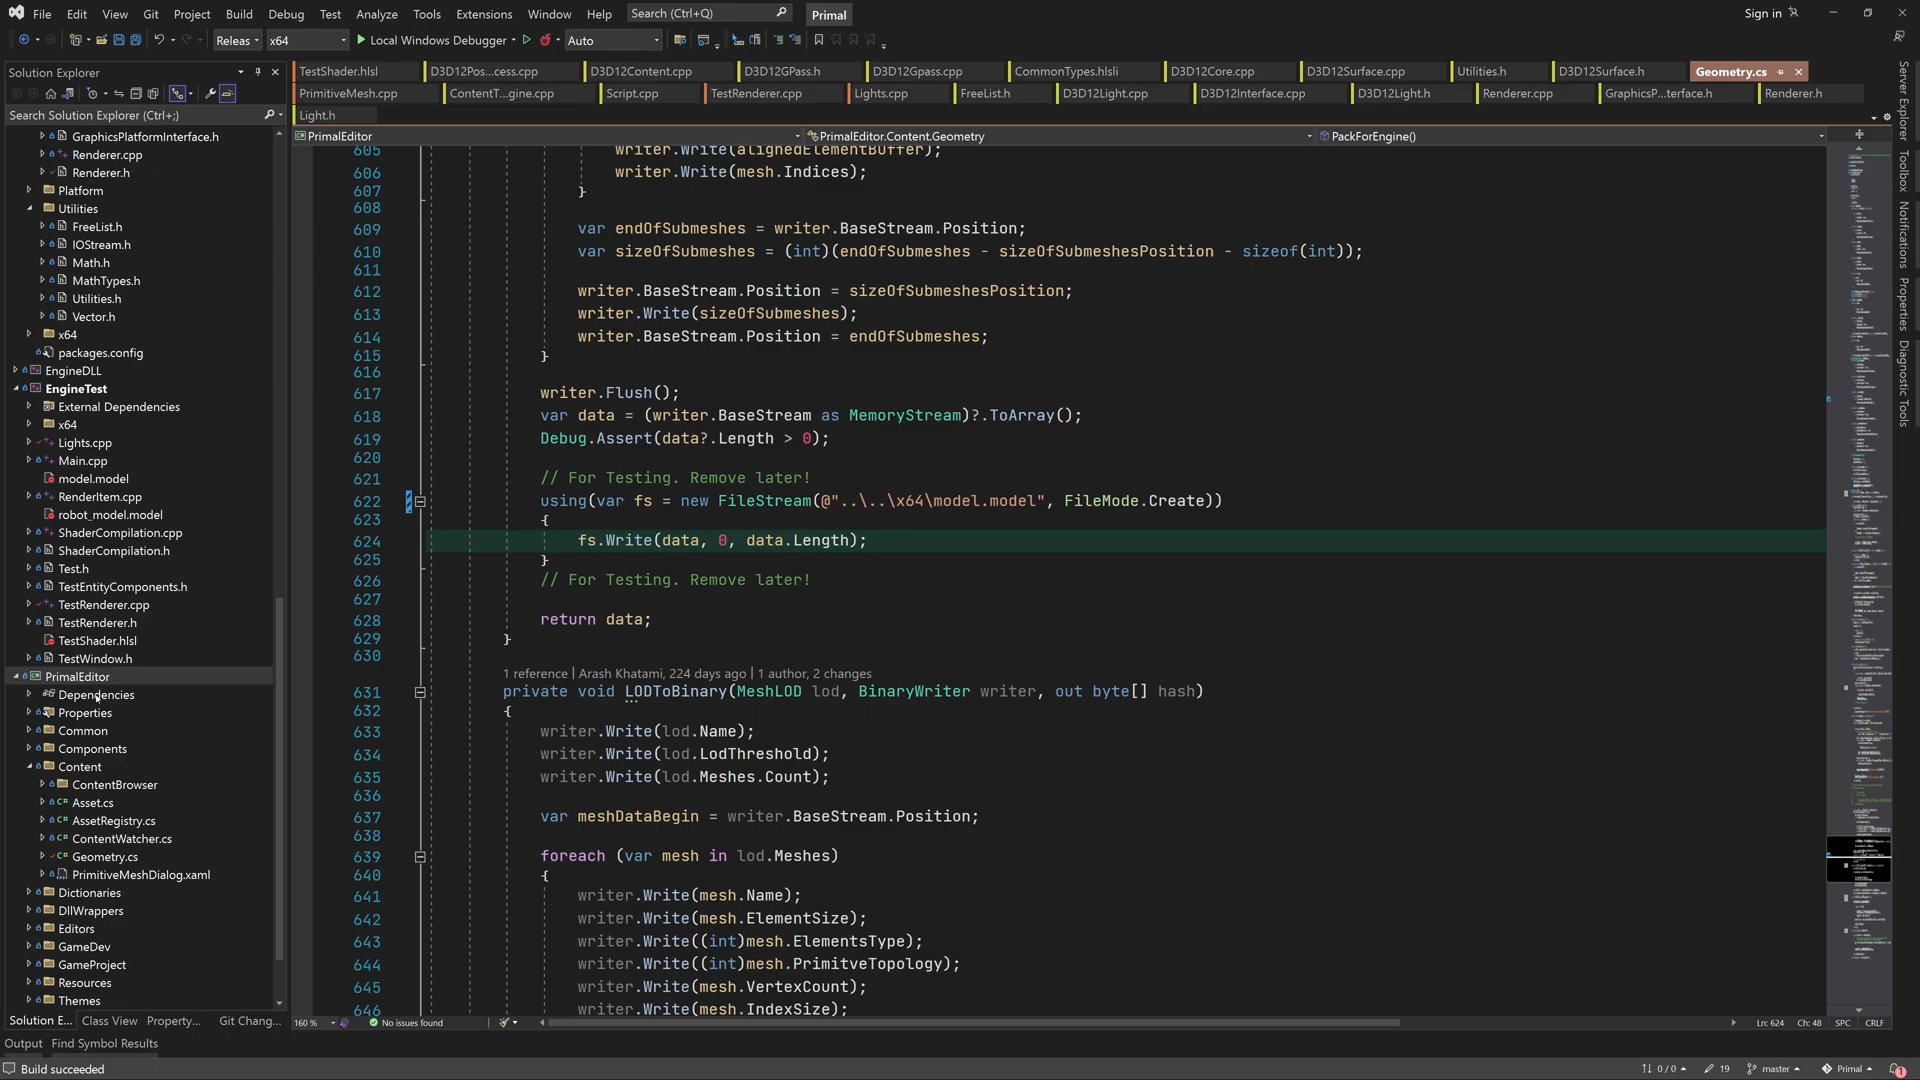 File Edit View Git Project Build Debug Test Analyze Tools Extensions Window Help Search (Ctrl+Q) Primal Sign in
Releas x64 Local Windows Debugger Auto
Solution Explorer
Search Solution Explorer (Ctrl+;)
GraphicsPlatformInterface.h
Renderer.cpp
Renderer.h
Platform
Utilities
FreeList.h
IOStream.h
Math.h
MathTypes.h
Utilities.h
Vector.h
x64
packages.config
EngineDLL
EngineTest
External Dependencies
x64
Lights.cpp
Main.cpp
model.model
RenderItem.cpp
robot_model.model
ShaderCompilation.cpp
ShaderCompilation.h
Test.h
TestEntityComponents.h
TestRenderer.cpp
TestRenderer.h
TestShader.hlsl
TestWindow.h
PrimalEditor
Dependencies
Properties
Common
Components
Content
ContentBrowser
Asset.cs
AssetRegistry.cs
ContentWatcher.cs
Geometry.cs
PrimitiveMeshDialog.xaml
Dictionaries
DllWrappers
Editors
GameDev
GameProject
Resources
Themes
Solution E... Class View Property... Git Chang...
TestShader.hlsl D3D12Pos...cess.cpp D3D12Content.cpp D3D12GPass.h D3D12Gpass.cpp CommonTypes.hlsli D3D12Core.cpp D3D12Surface.cpp Utilities.h D3D12Surface.h Geometry.cs
PrimitiveMesh.cpp ContentT...gine.cpp Script.cpp TestRenderer.cpp Lights.cpp FreeList.h D3D12Light.cpp D3D12Interface.cpp D3D12Light.h Renderer.cpp GraphicsP...terface.h Renderer.h
Light.h
PrimalEditor PrimalEditor.Content.Geometry PackForEngine()
605 writer.Write(alignedElementBuffer);
606 writer.Write(mesh.Indices);
607 }
608
609 var endOfSubmeshes = writer.BaseStream.Position;
610 var sizeOfSubmeshes = (int)(endOfSubmeshes - sizeOfSubmeshesPosition - sizeof(int));
611
612 writer.BaseStream.Position = sizeOfSubmeshesPosition;
613 writer.Write(sizeOfSubmeshes);
614 writer.BaseStream.Position = endOfSubmeshes;
615 }
616
617 writer.Flush();
618 var data = (writer.BaseStream as MemoryStream)?.ToArray();
619 Debug.Assert(data?.Length > 0);
620
621 // For Testing. Remove later!
622 using(var fs = new FileStream(@"..\..\x64\model.model", FileMode.Create))
623 {
624 fs.Write(data, 0, data.Length);
625 }
626 // For Testing. Remove later!
627
628 return data;
629 }
630
1 reference | Arash Khatami, 224 days ago | 1 author, 2 changes
631 private void LODToBinary(MeshLOD lod, BinaryWriter writer, out byte[] hash)
632 {
633 writer.Write(lod.Name);
634 writer.Write(lod.LodThreshold);
635 writer.Write(lod.Meshes.Count);
636
637 var meshDataBegin = writer.BaseStream.Position;
638
639 foreach (var mesh in lod.Meshes)
640 {
641 writer.Write(mesh.Name);
642 writer.Write(mesh.ElementSize);
643 writer.Write((int)mesh.ElementsType);
644 writer.Write((int)mesh.PrimitveTopology);
645 writer.Write(mesh.VertexCount);
646 writer.Write(mesh.IndexSize);
160 % No issues found Ln: 624 Ch: 48 SPC CRLF
Server Explorer
Toolbox
Notifications
Properties
Diagnostic Tools
Output Find Symbol Results
Build succeeded 0 / 0 19 master Primal 1